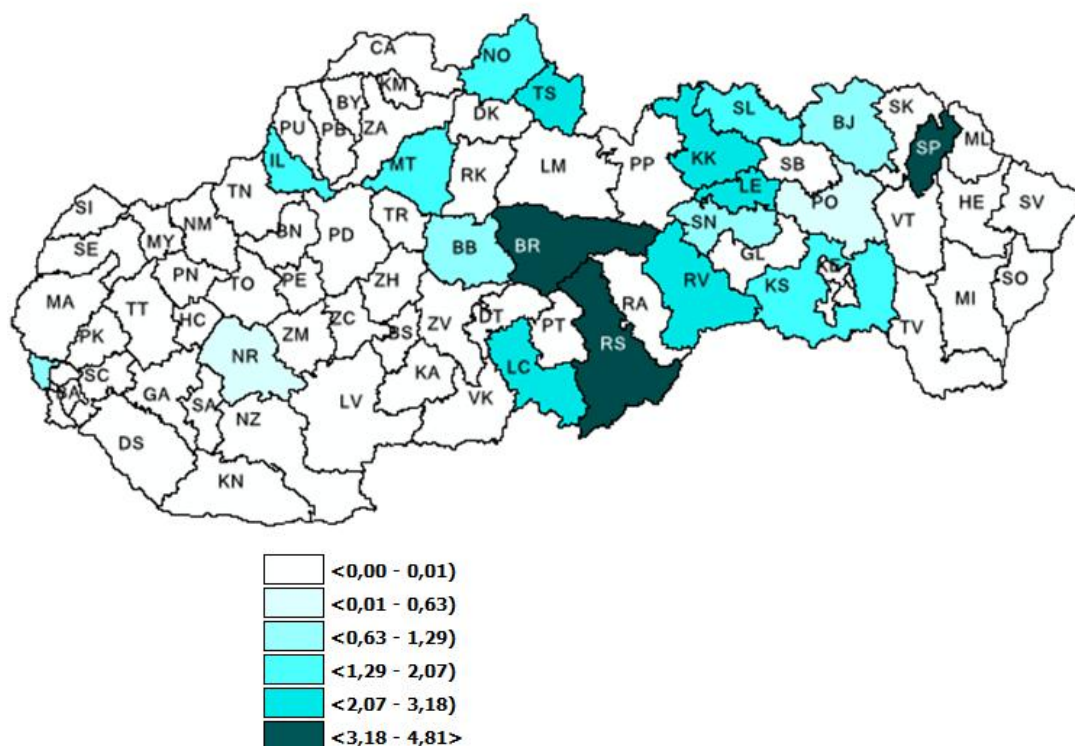 CA
NO
KM
BY
TS
PU
PB
ZA
DK
SL
BJ
SK
SP
ML
IL
MT
RK
LM
PP
KK
SB
LE
TN
SI
TR
SN
PO
VT
HE
SV
SE
MY
NM
BN
PD
BB
BR
GL
PN
TO
PE
ZH
RV
KS
KE
SO
MA
TT
HC
ZM
ZC
BS
ZV
DT
PT
RA
MI
PK
NR
RS
TV
SC
BA
GA
SA
LC
KA
NZ
LV
VK
DS
KN
<0,00 - 0,01)
<0,01 - 0,63)
<0,63 - 1,29)
<1,29 - 2,07)
<2,07 - 3,18)
<3,18 - 4,81>